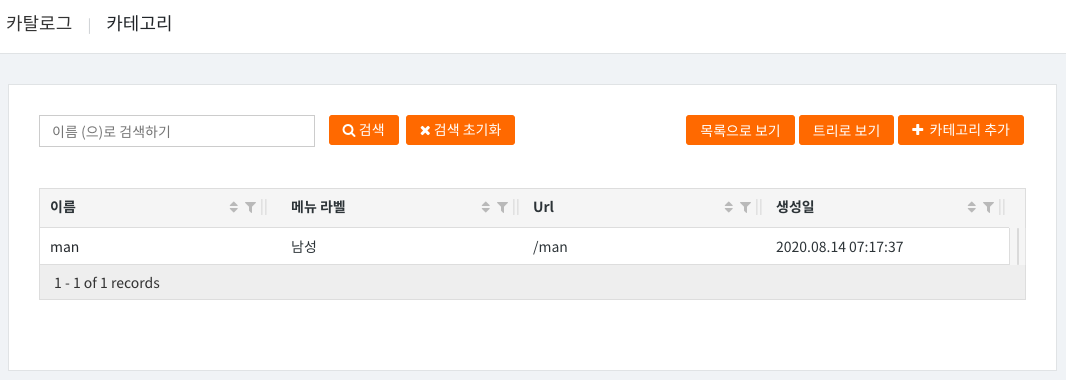 카탈로그 카테고리
이름 (으)로 검색하기 검색 검색 초기화 목록으로 보기 트리로 보기 카테고리 추가
이름 메뉴 라벨 Url 생성일
man 남성 /man 2020.08.14 07:17:37
1 - 1 of 1 records